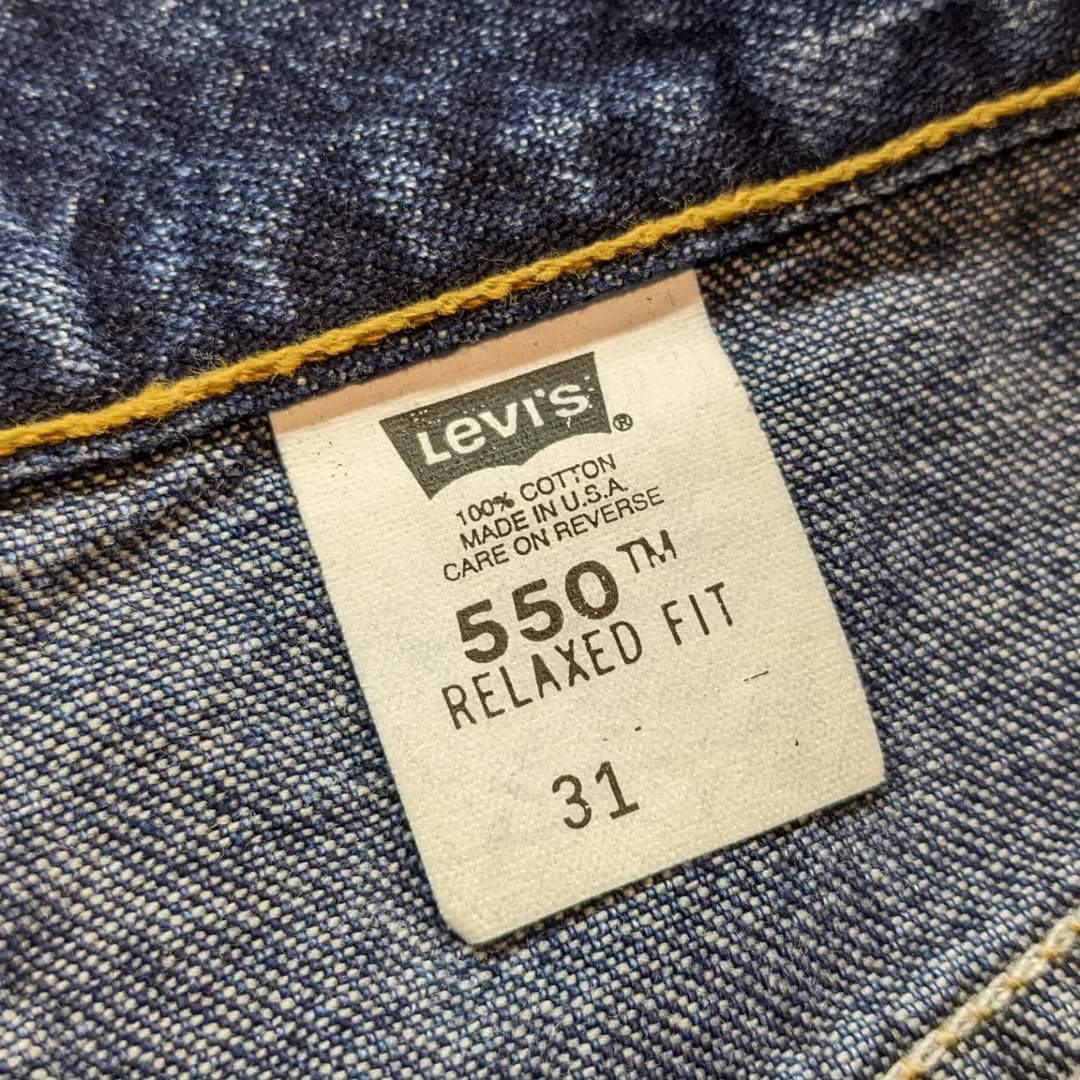 Levi's ®
100% COTTON
MADE IN U.S.A.
CARE ON REVERSE
550™
RELAXED FIT
31